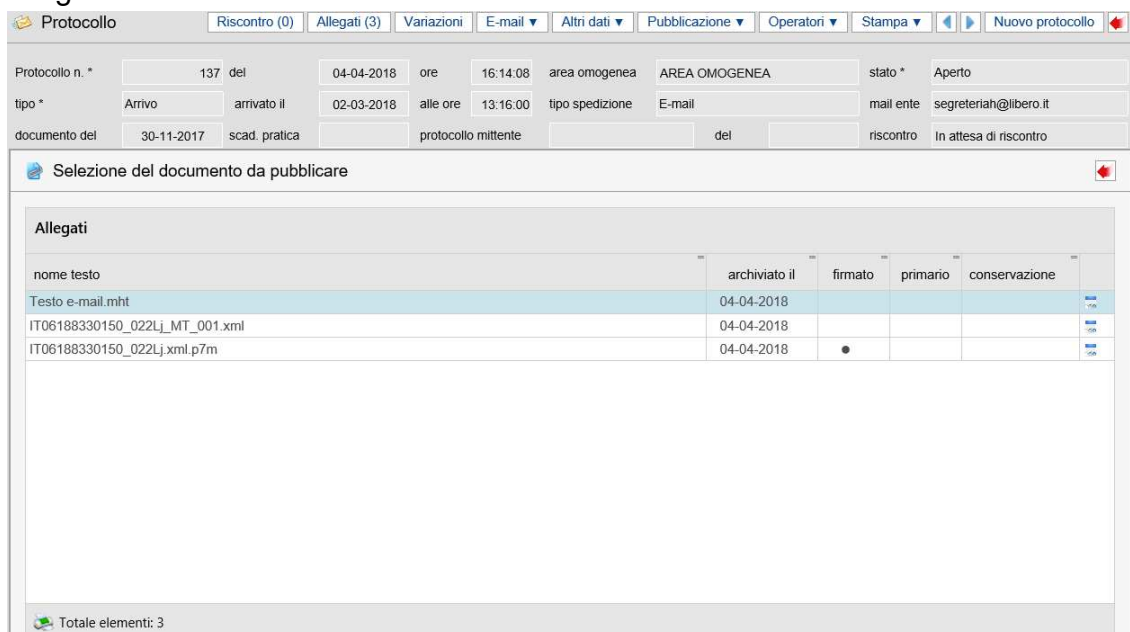 Protocollo Riscontro (0) Allegati (3) Variazioni E-mail ▼ Altri dati ▼ Pubblicazione ▼ Operatori ▼ Stampa ▼ Nuovo protocollo
Protocollo n. * 137 del 04-04-2018 ore 16:14:08 area omogenea AREA OMOGENEA stato * Aperto
tipo * Arrivo arrivato il 02-03-2018 alle ore 13:16:00 tipo spedizione E-mail mail ente segreteriah@libero.it
documento del 30-11-2017 scad. pratica protocollo mittente del riscontro In attesa di riscontro
Selezione del documento da pubblicare
Allegati
nome testo archiviato il firmato primario conservazione
Testo e-mail.mht 04-04-2018
IT06188330150_022Lj_MT_001.xml 04-04-2018
IT06188330150_022Lj.xml.p7m 04-04-2018 ●
Totale elementi: 3